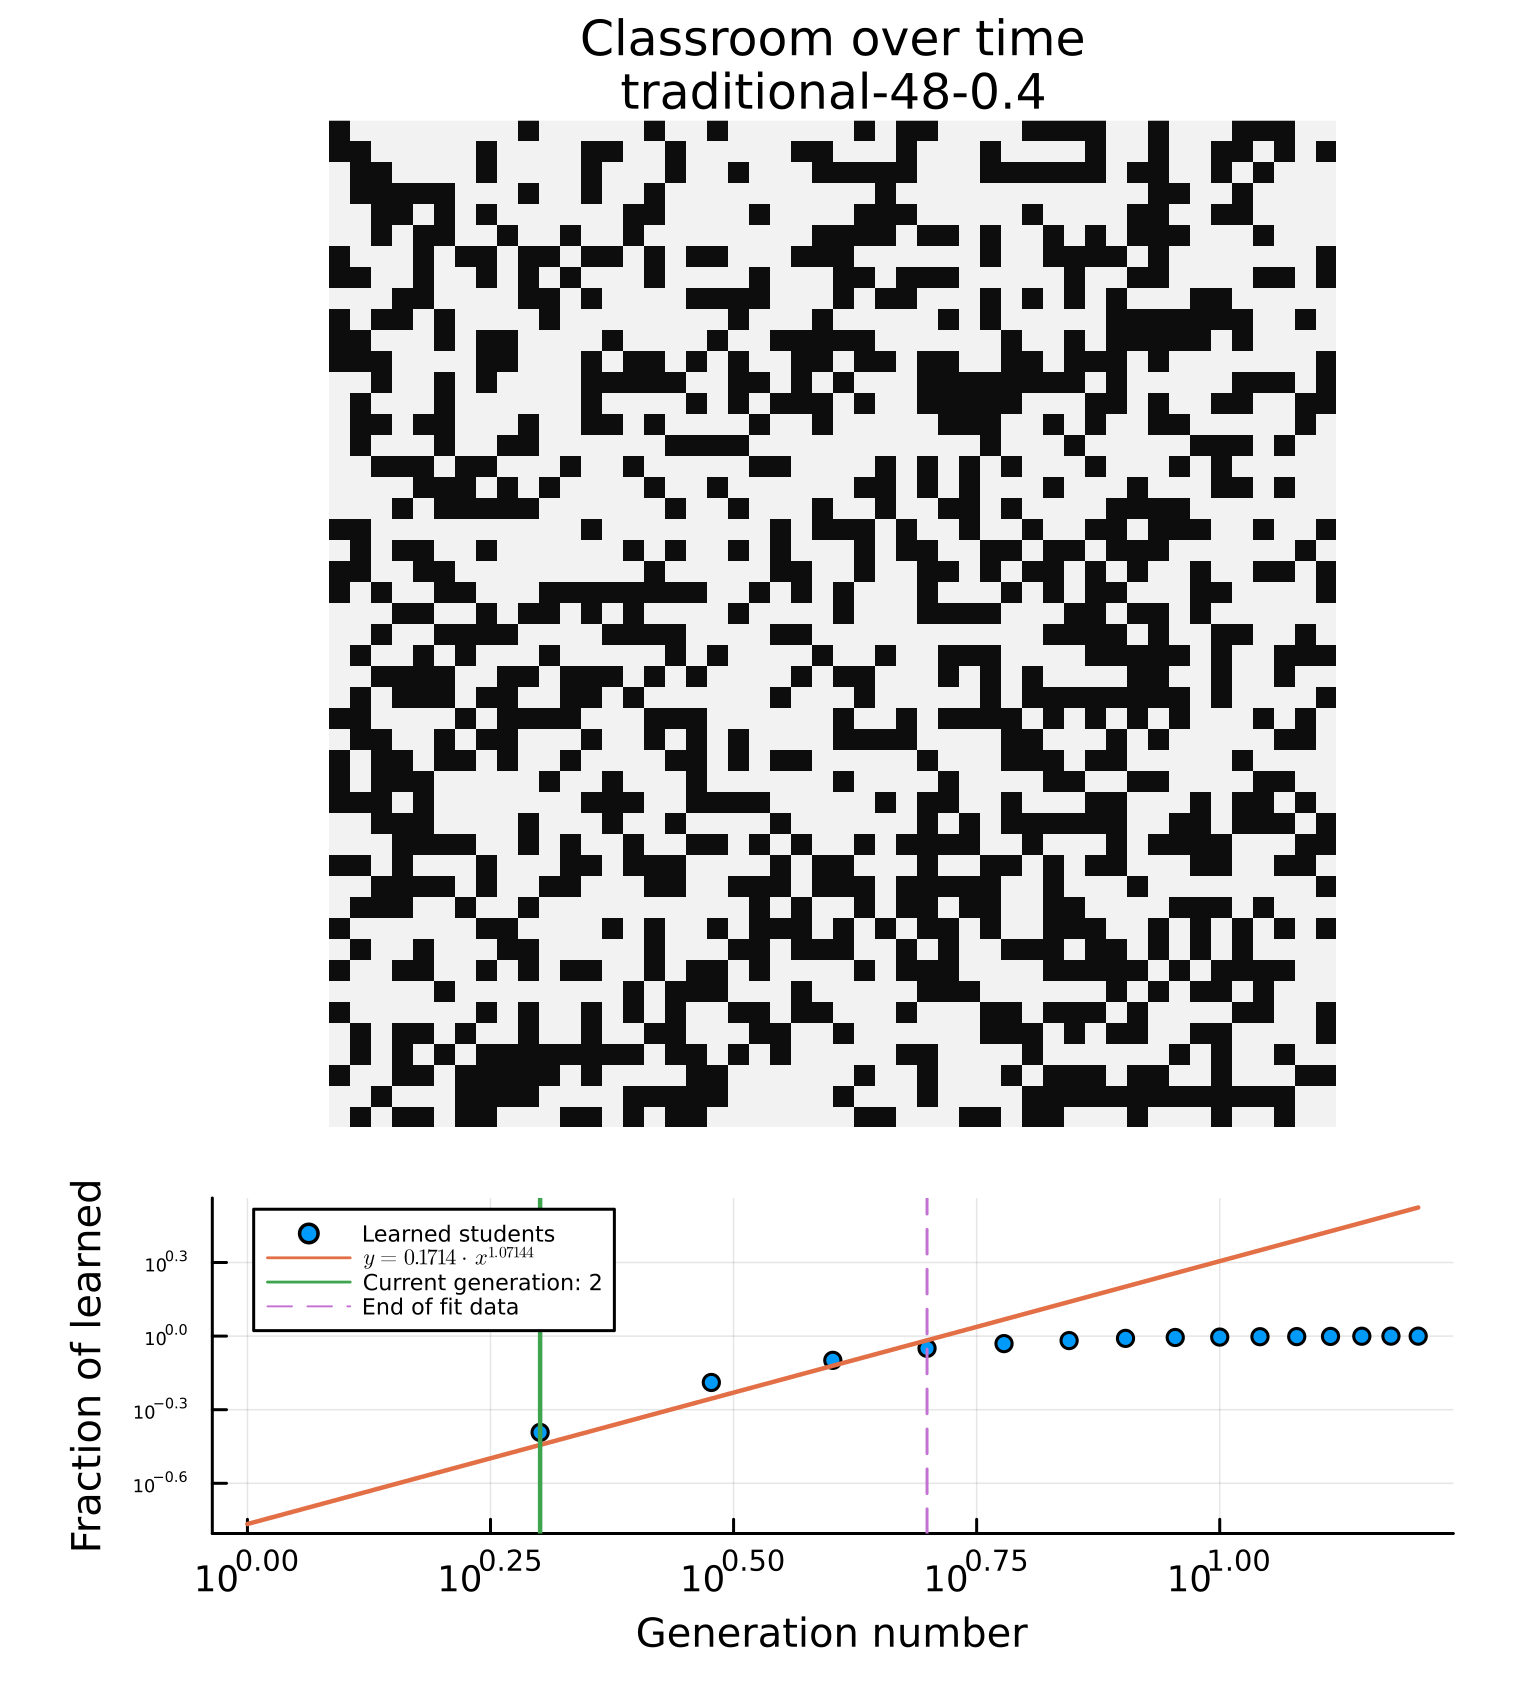 Classroom over time
traditional-48-0.4
Fraction of learned
10^0.3
10^0.0
10^−0.3
10^−0.6
Learned students
y = 0.1714 · x^1.07144
Current generation: 2
End of fit data
10^0.00 10^0.25 10^0.50 10^0.75 10^1.00
Generation number